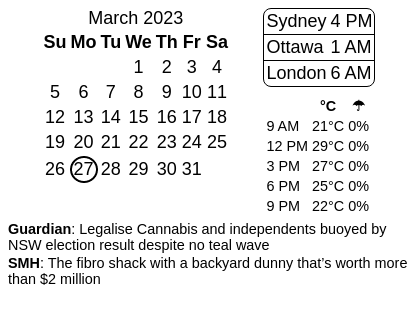 March 2023
Su Mo Tu We Th Fr Sa
1 2 3 4
5 6 7 8 9 10 11
12 13 14 15 16 17 18
19 20 21 22 23 24 25
26 27 28 29 30 31
Sydney 4 PM
Ottawa 1 AM
London 6 AM
°C ☂
9 AM 21°C 0%
12 PM 29°C 0%
3 PM 27°C 0%
6 PM 25°C 0%
9 PM 22°C 0%
Guardian: Legalise Cannabis and independents buoyed by
NSW election result despite no teal wave
SMH: The fibro shack with a backyard dunny that’s worth more
than $2 million